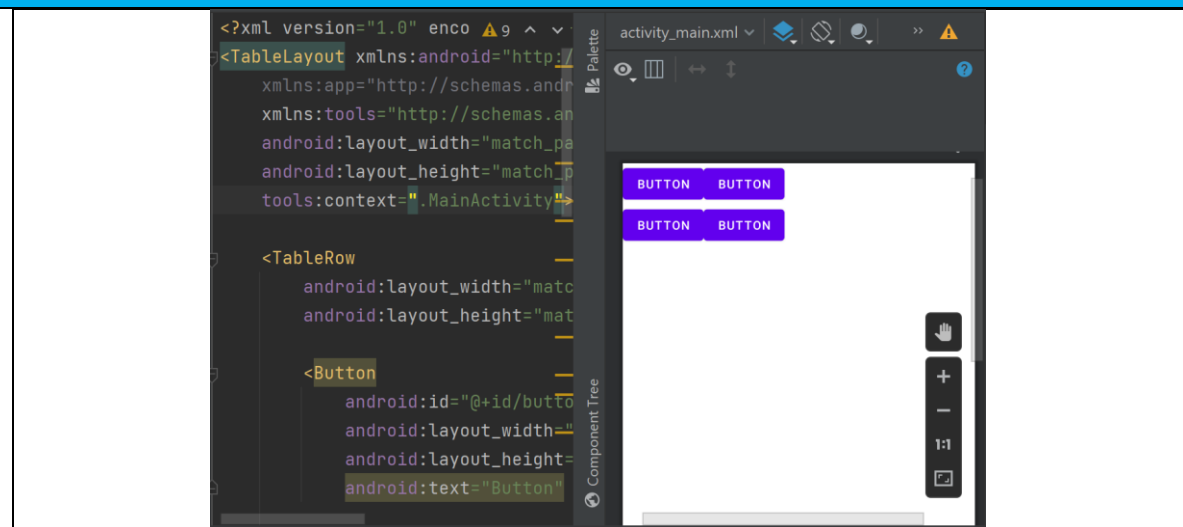 <?xml version="1.0" enco 9
<TableLayout xmlns:android="http:/
xmlns:app="http://schemas.andr
xmlns:tools="http://schemas.an
android:layout_width="match_pa
android:layout_height="match_p
tools:context=".MainActivity">
<TableRow
android:layout_width="matc
android:layout_height="mat
<Button
android:id="@+id/butto
android:layout_width="
android:layout_height=
android:text="Button"
Palette
Component Tree
activity_main.xml
BUTTON BUTTON
BUTTON BUTTON
1:1